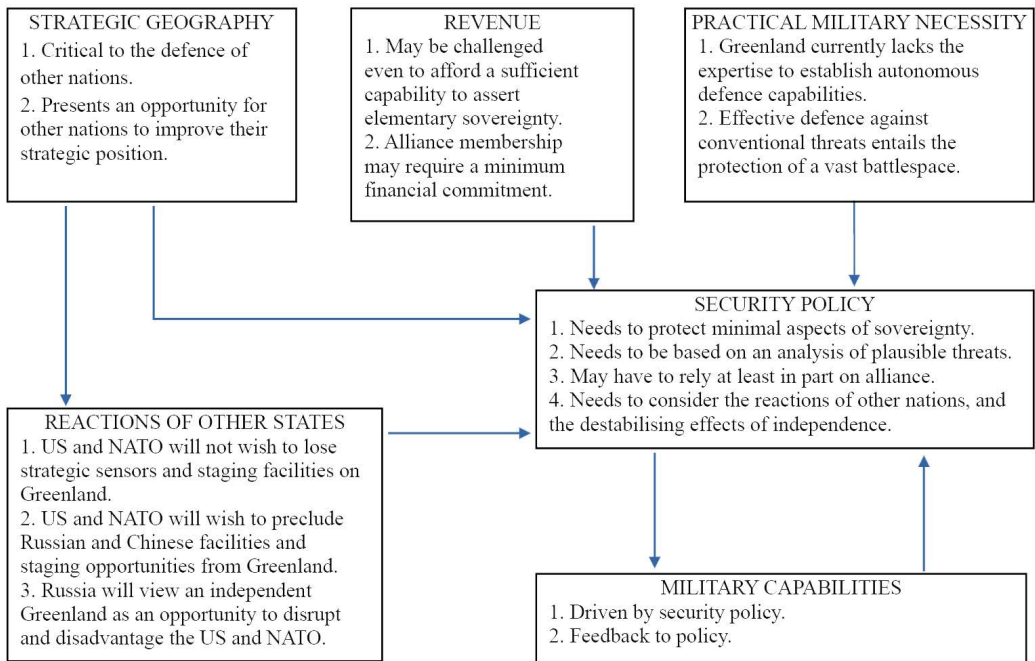 STRATEGIC GEOGRAPHY
1. Critical to the defence of
other nations.
2. Presents an opportunity for
other nations to improve their
strategic position.
REVENUE
1. May be challenged
even to afford a sufficient
capability to assert
elementary sovereignty.
2. Alliance membership
may require a minimum
financial commitment.
PRACTICAL MILITARY NECESSITY
1. Greenland currently lacks the
expertise to establish autonomous
defence capabilities.
2. Effective defence against
conventional threats entails the
protection of a vast battlespace.
SECURITY POLICY
1. Needs to protect minimal aspects of sovereignty.
2. Needs to be based on an analysis of plausible threats.
3. May have to rely at least in part on alliance.
4. Needs to consider the reactions of other nations, and
the destabilising effects of independence.
REACTIONS OF OTHER STATES
1. US and NATO will not wish to lose
strategic sensors and staging facilities on
Greenland.
2. US and NATO will wish to preclude
Russian and Chinese facilities and
staging opportunities from Greenland.
3. Russia will view an independent
Greenland as an opportunity to disrupt
and disadvantage the US and NATO.
MILITARY CAPABILITIES
1. Driven by security policy.
2. Feedback to policy.